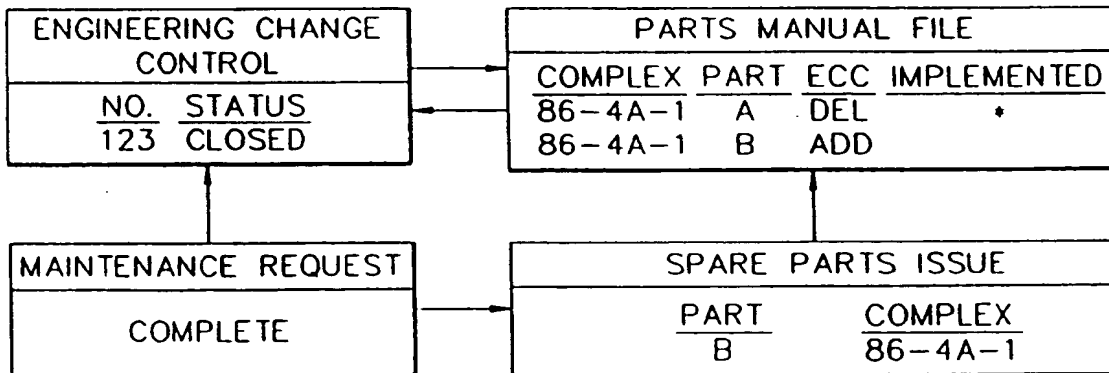 ENGINEERING CHANGE
CONTROL
NO. STATUS
123 CLOSED
PARTS MANUAL FILE
COMPLEX PART ECC IMPLEMENTED
86-4A-1 A DEL *
86-4A-1 B ADD
MAINTENANCE REQUEST
COMPLETE
SPARE PARTS ISSUE
PART COMPLEX
B 86-4A-1